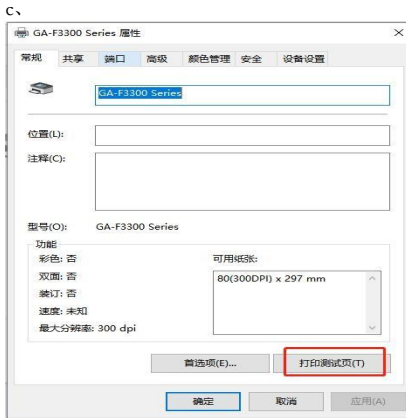 c、
GA-F3300 Series 属性
常规 共享 端口 高级 颜色管理 安全 设备设置
GA-F3300 Series
位置(L):
注释(C):
型号(O): GA-F3300 Series
功能
彩色: 否 可用纸张:
双面: 否 80(300DPI) x 297 mm
装订: 否
速度: 未知
最大分辨率: 300 dpi
首选项(E)... 打印测试页(T)
确定 取消 应用(A)